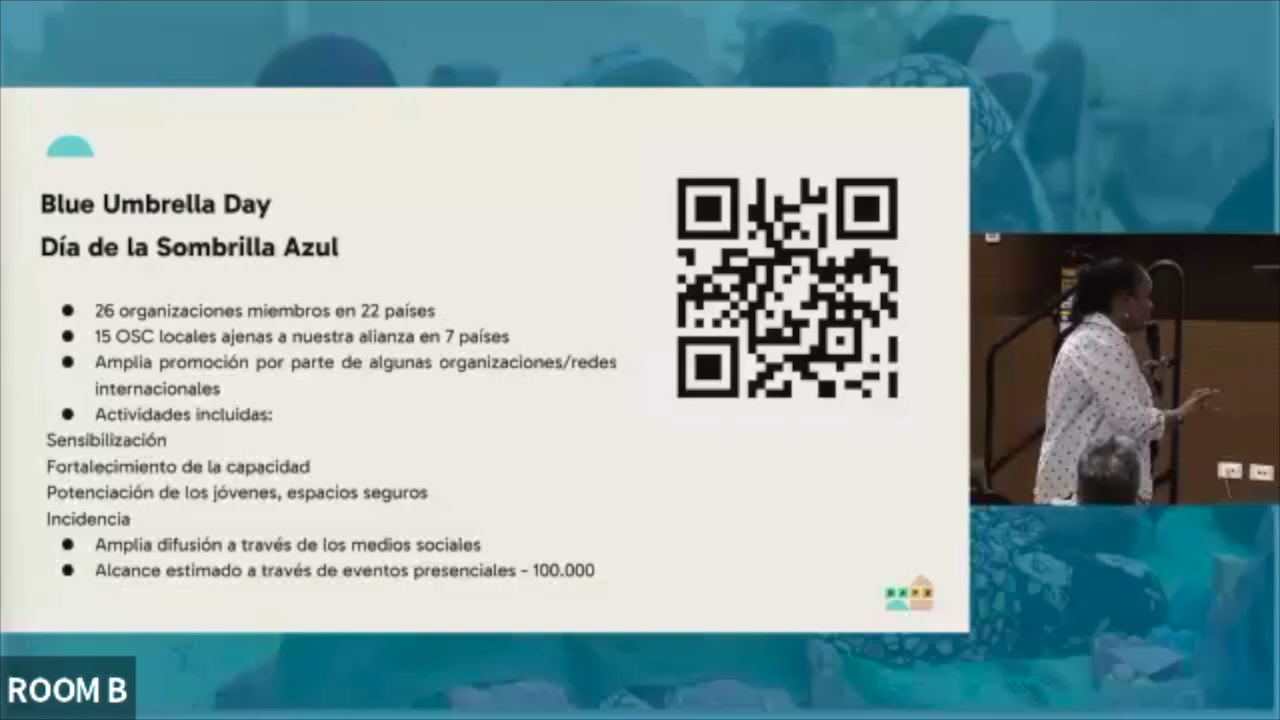 Blue Umbrella Day
Día de la Sombrilla Azul
● 26 organizaciones miembros en 22 países
● 15 OSC locales ajenas a nuestra alianza en 7 países
● Amplia promoción por parte de algunas organizaciones/redes
internacionales
● Actividades incluidas:
Sensibilización
Fortalecimiento de la capacidad
Potenciación de los jóvenes, espacios seguros
Incidencia
● Amplia difusión a través de los medios sociales
● Alcance estimado a través de eventos presenciales - 100.000
ROOM B